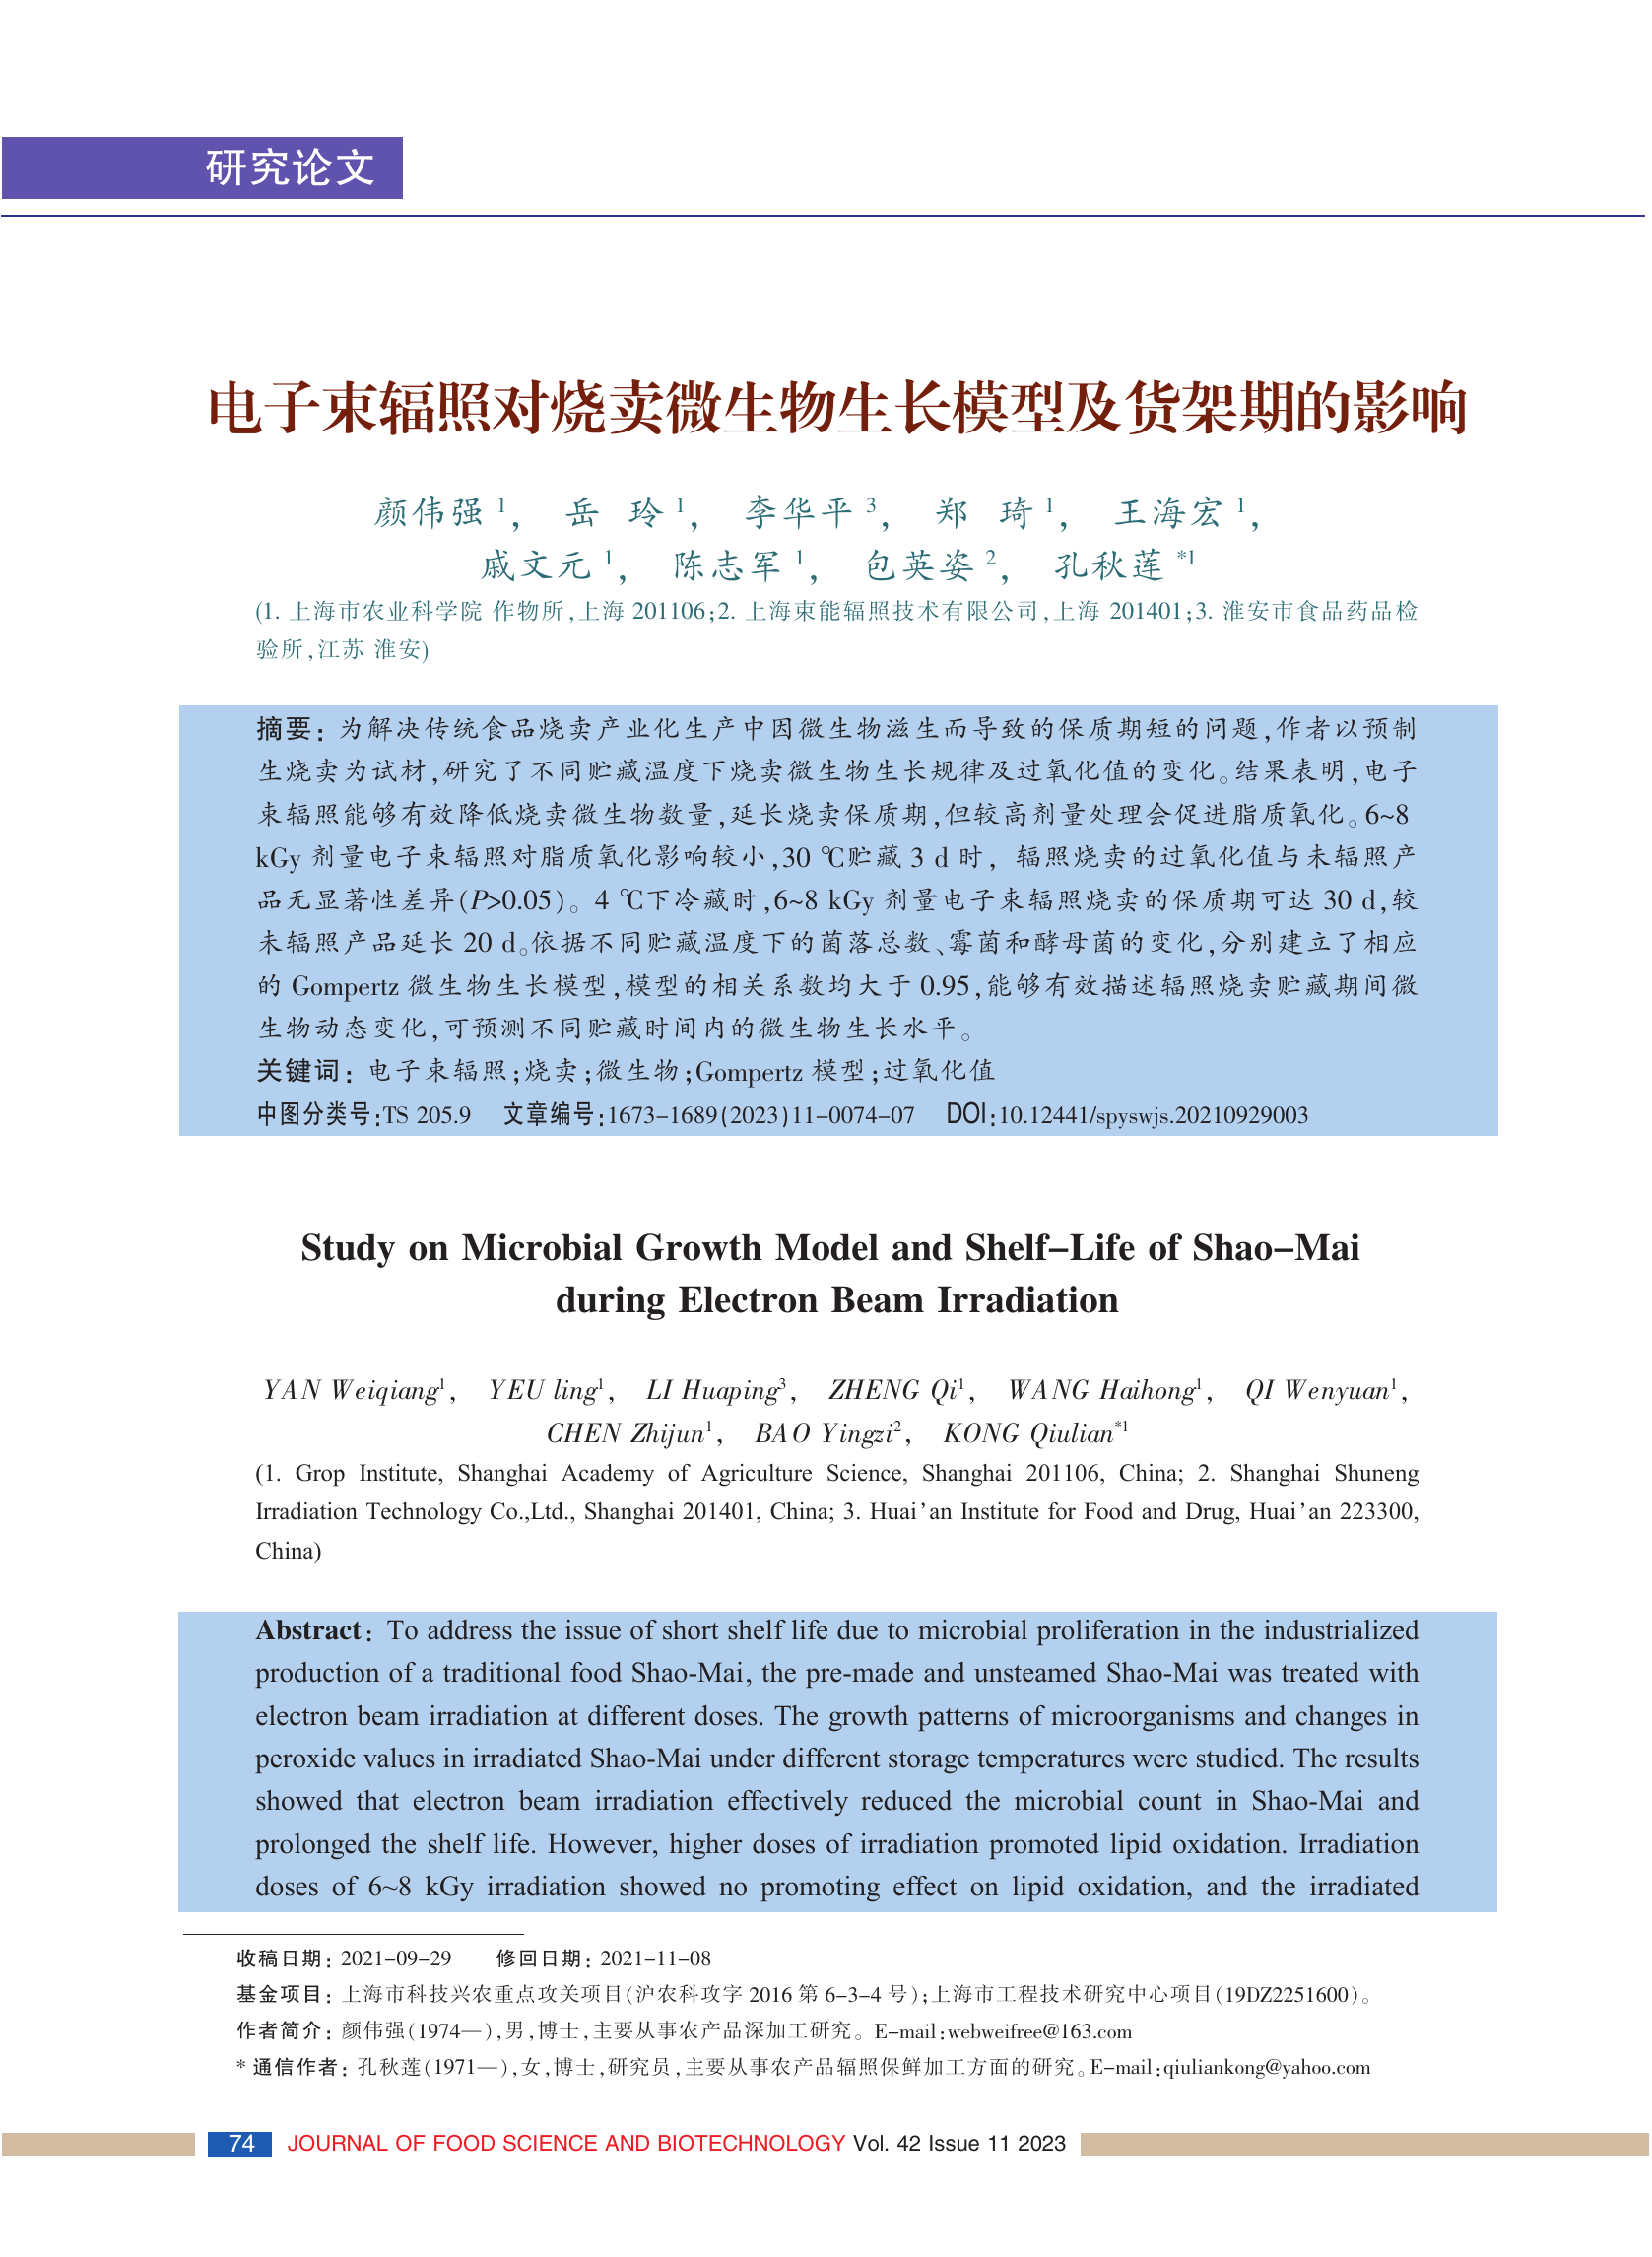 研究论文
电子束辐照对烧卖微生物生长模型及货架期的影响
颜伟强 1, 岳 玲 1, 李华平 3, 郑 琦 1, 王海宏 1,
戚文元 1, 陈志军 1, 包英姿 2, 孔秋莲 *1
(1. 上海市农业科学院 作物所,上海 201106;2. 上海束能辐照技术有限公司,上海 201401;3. 淮安市食品药品检
验所,江苏 淮安)
摘要: 为解决传统食品烧卖产业化生产中因微生物滋生而导致的保质期短的问题,作者以预制
生烧卖为试材,研究了不同贮藏温度下烧卖微生物生长规律及过氧化值的变化。结果表明,电子
束辐照能够有效降低烧卖微生物数量,延长烧卖保质期,但较高剂量处理会促进脂质氧化。6~8
kGy 剂量电子束辐照对脂质氧化影响较小,30 ℃贮藏 3 d 时, 辐照烧卖的过氧化值与未辐照产
品无显著性差异(P>0.05)。4 ℃下冷藏时,6~8 kGy 剂量电子束辐照烧卖的保质期可达 30 d,较
未辐照产品延长 20 d。依据不同贮藏温度下的菌落总数、霉菌和酵母菌的变化,分别建立了相应
的 Gompertz 微生物生长模型,模型的相关系数均大于 0.95,能够有效描述辐照烧卖贮藏期间微
生物动态变化,可预测不同贮藏时间内的微生物生长水平。
关键词: 电子束辐照;烧卖;微生物;Gompertz 模型;过氧化值
中图分类号:TS 205.9 文章编号:1673-1689(2023)11-0074-07 DOI:10.12441/spyswjs.20210929003
Study on Microbial Growth Model and Shelf-Life of Shao-Mai
during Electron Beam Irradiation
YAN Weiqiang1, YEU ling1, LI Huaping3, ZHENG Qi1, WANG Haihong1, QI Wenyuan1,
CHEN Zhijun1, BAO Yingzi2, KONG Qiulian*1
(1. Grop Institute, Shanghai Academy of Agriculture Science, Shanghai 201106, China; 2. Shanghai Shuneng
Irradiation Technology Co.,Ltd., Shanghai 201401, China; 3. Huai'an Institute for Food and Drug, Huai'an 223300,
China)
Abstract: To address the issue of short shelf life due to microbial proliferation in the industrialized
production of a traditional food Shao-Mai, the pre-made and unsteamed Shao-Mai was treated with
electron beam irradiation at different doses. The growth patterns of microorganisms and changes in
peroxide values in irradiated Shao-Mai under different storage temperatures were studied. The results
showed that electron beam irradiation effectively reduced the microbial count in Shao-Mai and
prolonged the shelf life. However, higher doses of irradiation promoted lipid oxidation. Irradiation
doses of 6~8 kGy irradiation showed no promoting effect on lipid oxidation, and the irradiated
收稿日期: 2021-09-29 修回日期: 2021-11-08
基金项目: 上海市科技兴农重点攻关项目(沪农科攻字 2016 第 6-3-4 号);上海市工程技术研究中心项目(19DZ2251600)。
作者简介: 颜伟强(1974—),男,博士,主要从事农产品深加工研究。E-mail:webweifree@163.com
* 通信作者: 孔秋莲(1971—),女,博士,研究员,主要从事农产品辐照保鲜加工方面的研究。E-mail:qiuliankong@yahoo.com
74 JOURNAL OF FOOD SCIENCE AND BIOTECHNOLOGY Vol. 42 Issue 11 2023